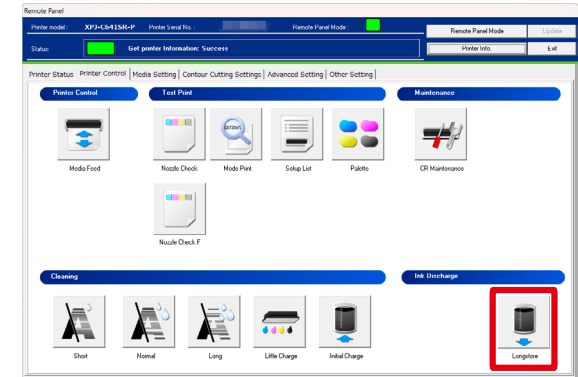 Remote Panel
Printer model : XPJ-C641SR-P Printer Serial No. : Remote Panel Mode :
Remote Panel Mode Update
Status: Get printer Information: Success
Printer Info. Exit
Printer Status Printer Control Media Setting Contour Cutting Settings Advanced Setting Other Setting
Printer Control Test Print Maintenance
Media Feed Nozzle Check Mode Print Setup List Palette CR Maintenance
Nozzle Check F
Cleaning Ink Discharge
Short Normal Long Little Charge Initial Charge Longstore